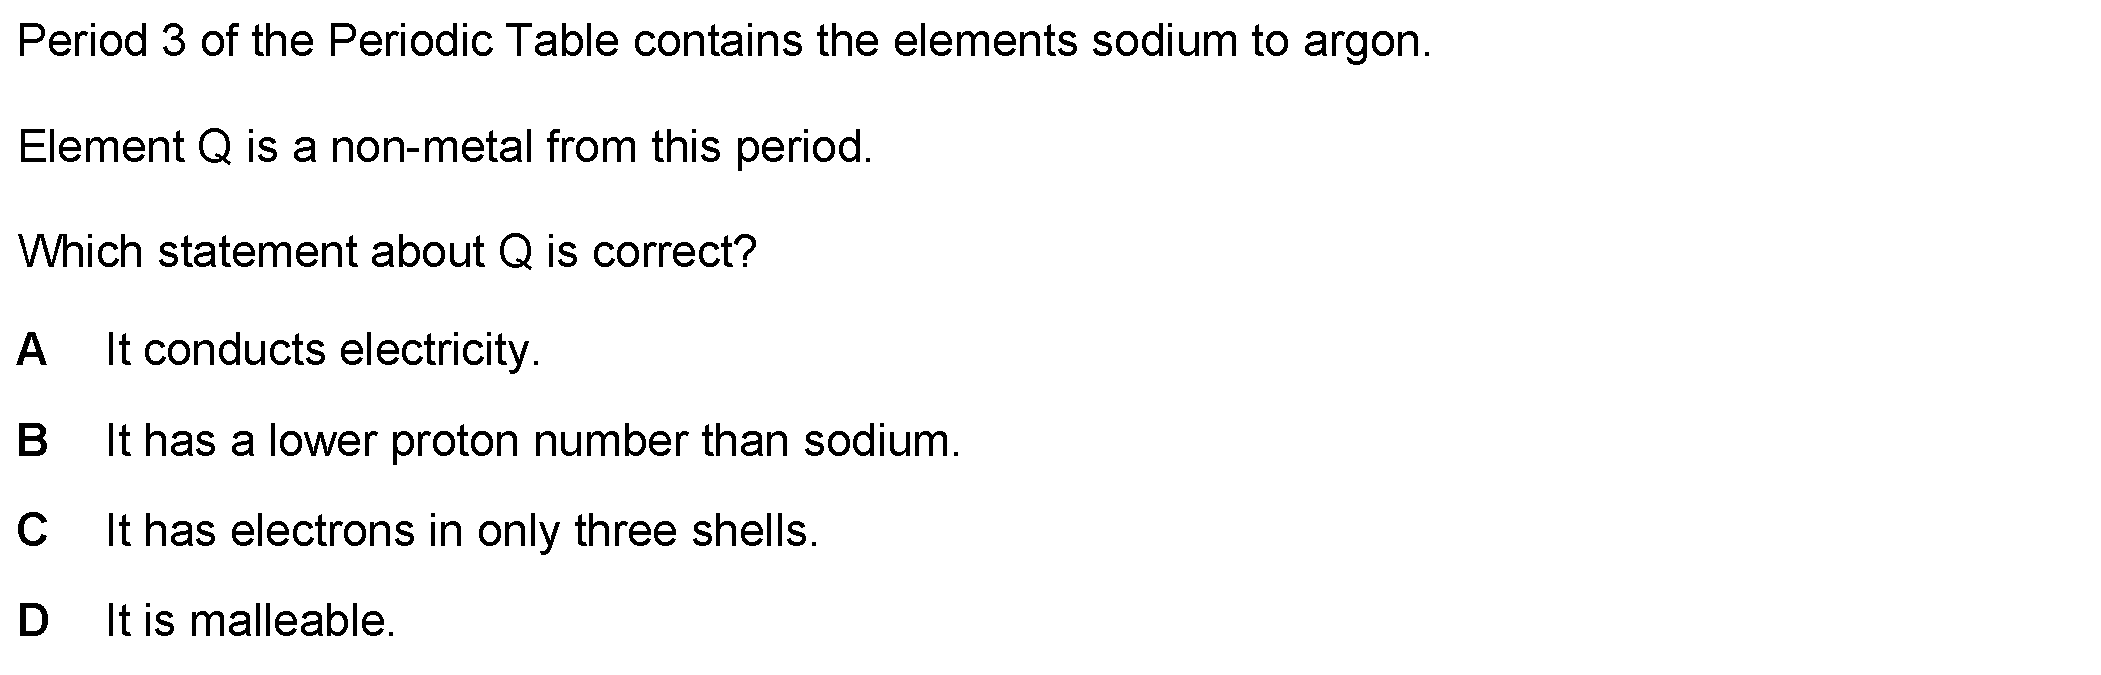 Period 3 of the Periodic Table contains the elements sodium to argon.
Element Q is a non-metal from this period.
Which statement about Q is correct?
A It conducts electricity.
B It has a lower proton number than sodium.
C It has electrons in only three shells.
D It is malleable.